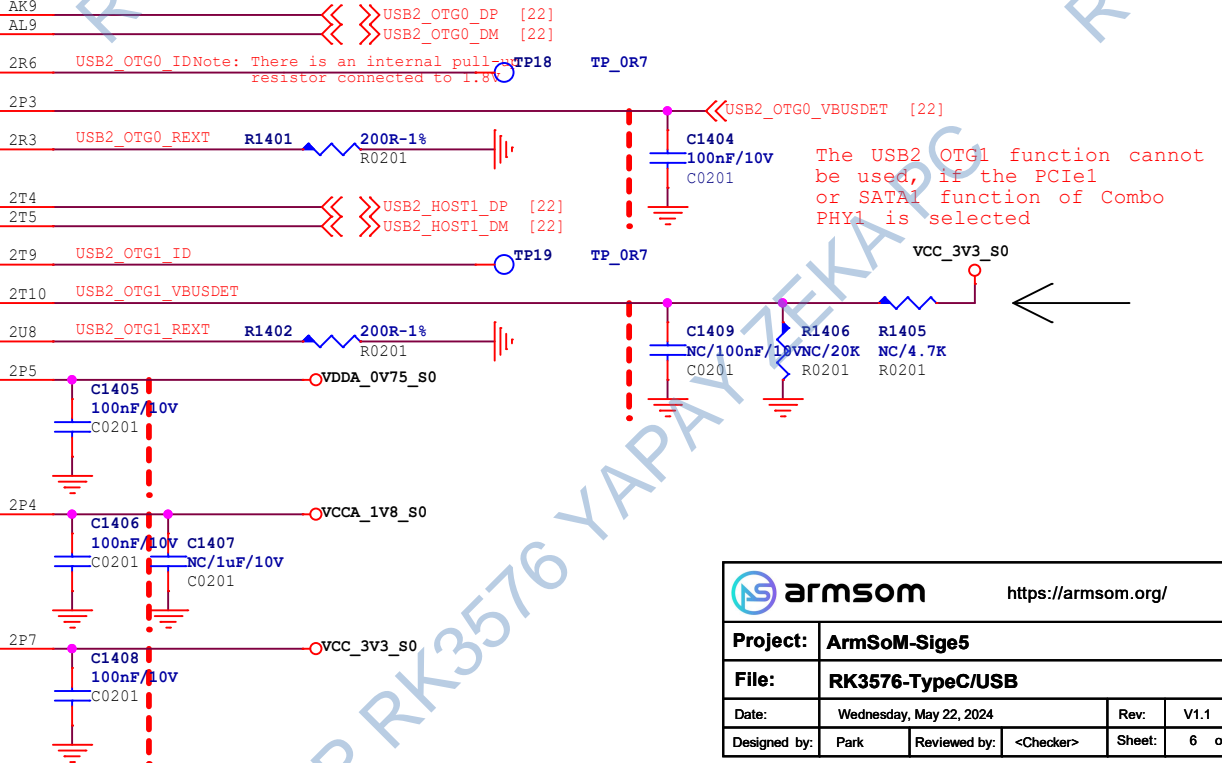 AK9
USB2_OTG0_DP [22]
AL9
USB2_OTG0_DM [22]
2R6
USB2_OTG0_ID
Note: There is an internal pull-up
resistor connected to 1.8V
TP18
TP_0R7
2P3
USB2_OTG0_VBUSDET [22]
2R3
USB2_OTG0_REXT
R1401
200R-1%
R0201
C1404
100nF/10V
C0201
The USB2 OTG1 function cannot
be used, if the PCIe1
or SATA1 function of Combo
PHY1 is selected
2T4
USB2_HOST1_DP [22]
2T5
USB2_HOST1_DM [22]
2T9
USB2_OTG1_ID
TP19
TP_0R7
VCC_3V3_S0
2T10
USB2_OTG1_VBUSDET
2U8
USB2_OTG1_REXT
R1402
200R-1%
R0201
C1409
NC/100nF/10V
C0201
R1406
NC/20K
R0201
R1405
NC/4.7K
R0201
2P5
VDDA_0V75_S0
C1405
100nF/10V
C0201
2P4
VCCA_1V8_S0
C1406
100nF/10V
C0201
C1407
NC/1uF/10V
C0201
2P7
VCC_3V3_S0
C1408
100nF/10V
C0201
RK3576 YAPAY ZEKA PC
armsom
https://armsom.org/
Project: ArmSoM-Sige5
File: RK3576-TypeC/USB
Date: Wednesday, May 22, 2024 Rev: V1.1
Designed by: Park Reviewed by: <Checker> Sheet: 6